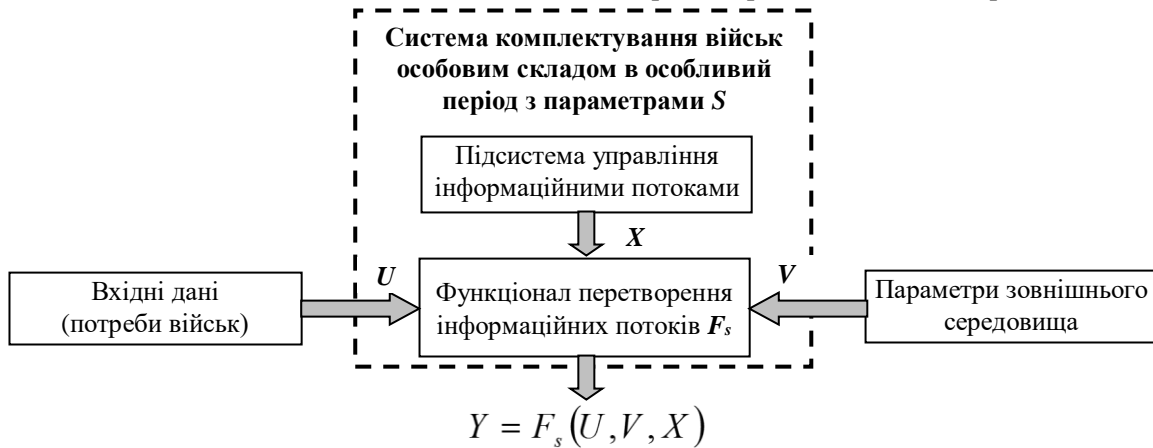 Система комплектування військ
особовим складом в особливий
період з параметрами S
Підсистема управління
інформаційними потоками
X
U
V
Вхідні дані
(потреби військ)
Функціонал перетворення
інформаційних потоків Fs
Параметри зовнішнього
середовища
Y = Fs(U,V,X)